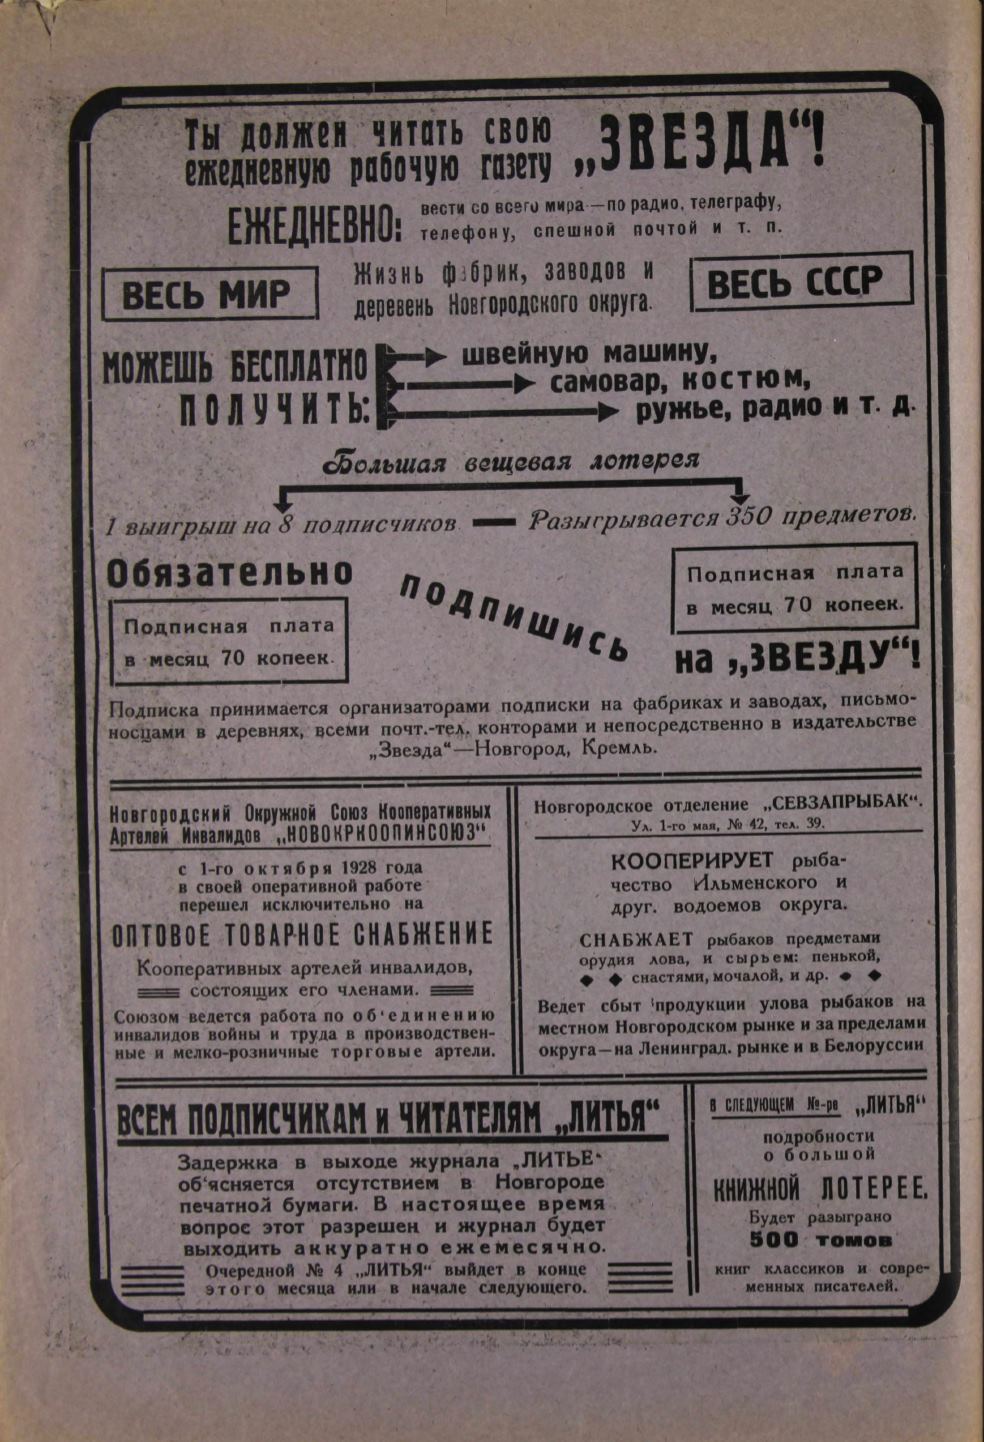 Ты должен читать свою
ежедневную рабочую газету „ЗВЕЗДА“!
ЕЖЕДНЕВНО: вести со всего мира—по радио, телеграфу,
телефону, спешной почтой и т. п.
ВЕСЬ МИР
Жизнь фабрик, заводов и
деревень Новгородского округа.
ВЕСЬ СССР
МОЖЕШЬ БЕСПЛАТНО
ПОЛУЧИТЬ:
швейную машину,
самовар, костюм,
ружье, радио и т. д.
Большая вещевая лотерея
1 выигрыш на 8 подписчиков — Разыгрывается 350 предметов.
Обязательно
Подписная плата
в месяц 70 копеек.
подпишись
Подписная плата
в месяц 70 копеек.
на „ЗВЕЗДУ“!
Подписка принимается организаторами подписки на фабриках и заводах, письмо-
носцами в деревнях, всеми почт.-тел. конторами и непосредственно в издательстве
„Звезда“—Новгород, Кремль.
Новгородский Окружной Союз Кооперативных
Артелей Инвалидов „НОВОКРКООПИНСОЮЗ“
с 1-го октября 1928 года
в своей оперативной работе
перешел исключительно на
ОПТОВОЕ ТОВАРНОЕ СНАБЖЕНИЕ
Кооперативных артелей инвалидов,
состоящих его членами.
Союзом ведется работа по об‘единению
инвалидов войны и труда в производствен-
ные и мелко-розничные торговые артели.
Новгородское отделение „СЕВЗАПРЫБАК“.
Ул. 1-го мая, № 42, тел. 39.
КООПЕРИРУЕТ рыба-
чество Ильменского и
друг. водоемов округа.
СНАБЖАЕТ рыбаков предметами
орудия лова, и сырьем: пенькой,
снастями, мочалой, и др.
Ведет сбыт продукции улова рыбаков на
местном Новгородском рынке и за пределами
округа—на Ленинград. рынке и в Белоруссии
ВСЕМ ПОДПИСЧИКАМ и ЧИТАТЕЛЯМ „ЛИТЬЯ“
Задержка в выходе журнала „ЛИТЬЕ“
об‘ясняется отсутствием в Новгороде
печатной бумаги. В настоящее время
вопрос этот разрешен и журнал будет
выходить аккуратно ежемесячно.
Очередной № 4 „ЛИТЬЯ“ выйдет в конце
этого месяца или в начале следующего.
В СЛЕДУЮЩЕМ №-ре „ЛИТЬЯ“
подробности
о большой
КНИЖНОЙ ЛОТЕРЕЕ.
Будет разыграно
500 томов
книг классиков и совре-
менных писателей.